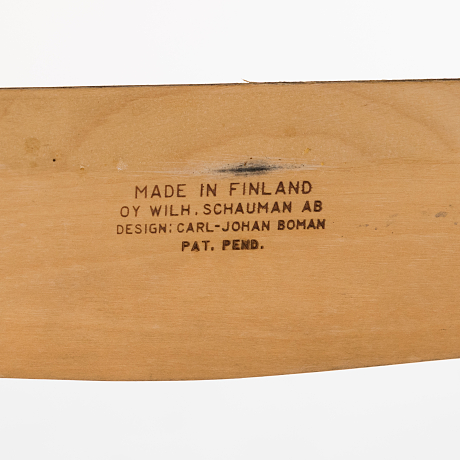 MADE IN FINLAND
OY WILH. SCHAUMAN AB
DESIGN: CARL-JOHAN BOMAN
PAT. PEND.